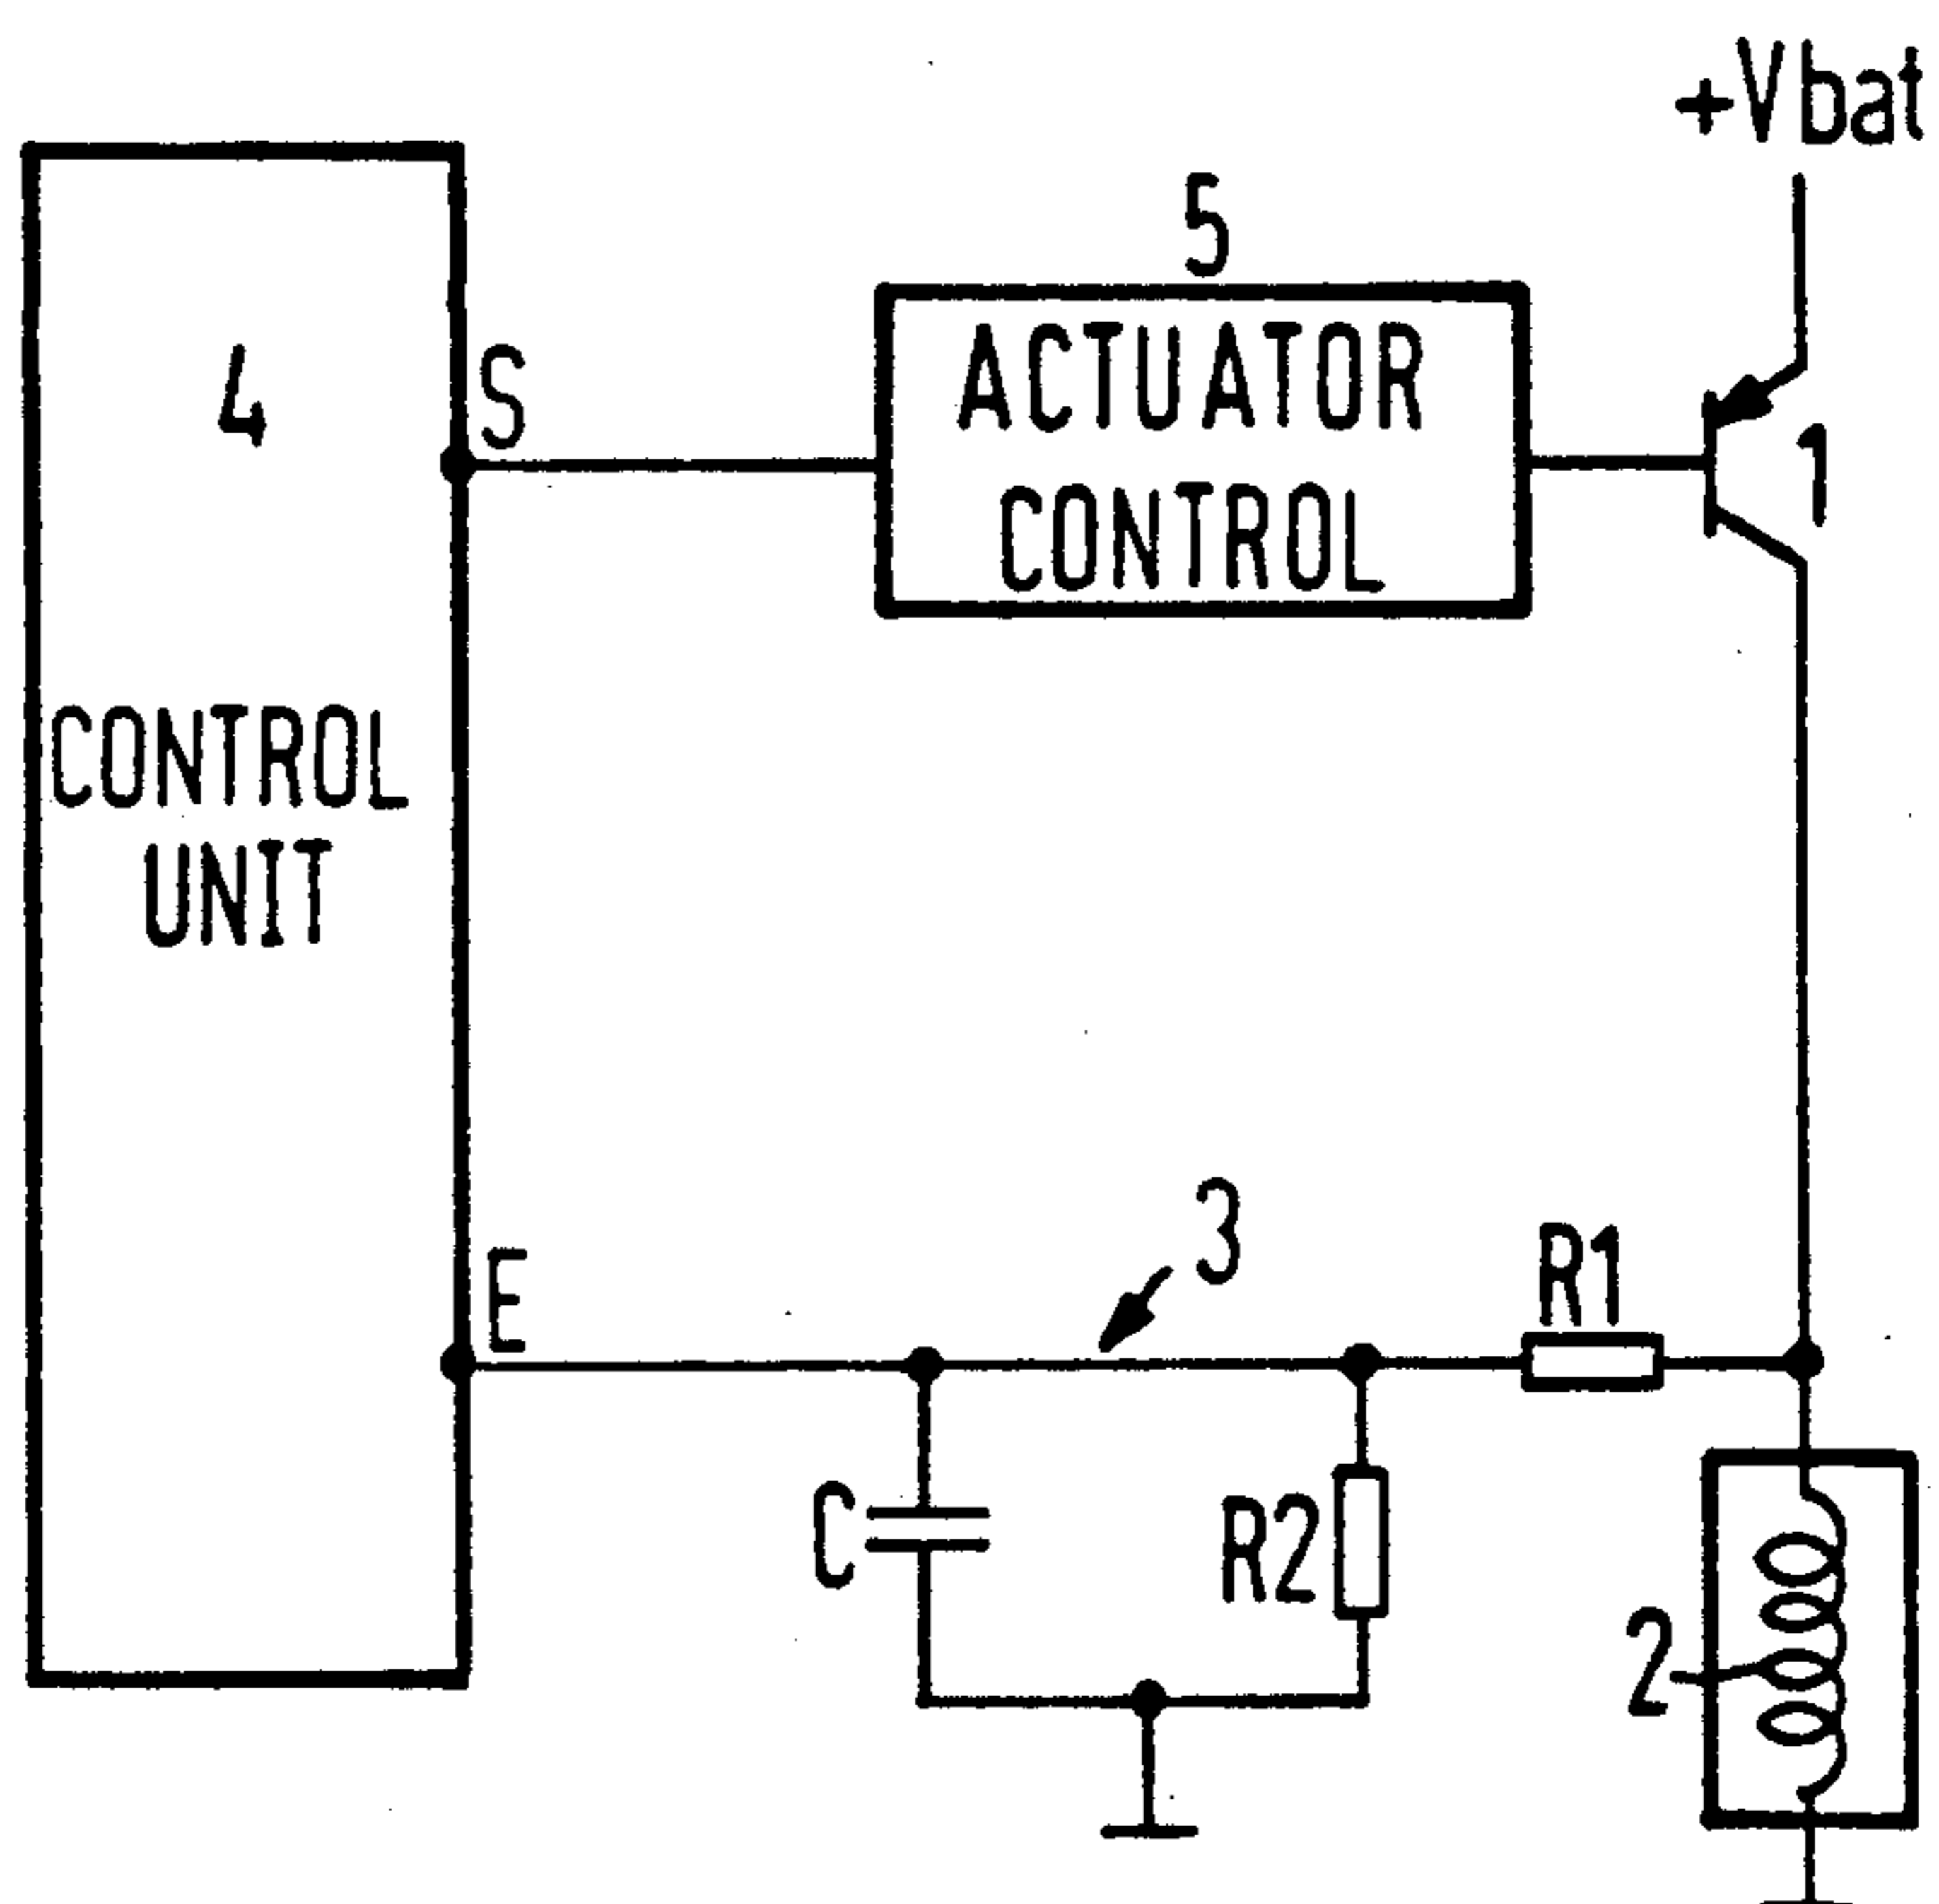 +Vbat
5
4
S
ACTUATOR
CONTROL
1
CONTROL
UNIT
3
E
R1
C
R2
2